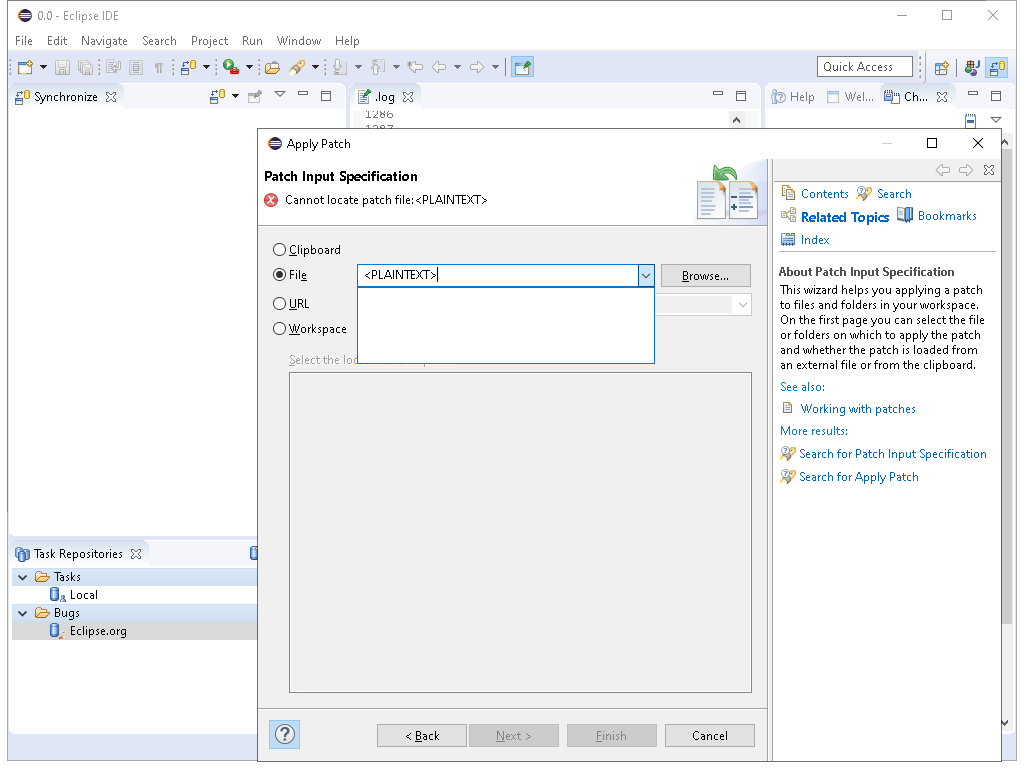 0.0 - Eclipse IDE
File Edit Navigate Search Project Run Window Help
Quick Access
Synchronize
.log
Help
Wel...
Ch...
1286
Apply Patch
Patch Input Specification
Cannot locate patch file:<PLAINTEXT>
Clipboard
File
<PLAINTEXT>
Browse...
URL
Workspace
Select the
< Back
Next >
Finish
Cancel
Contents
Search
Related Topics
Bookmarks
Index
About Patch Input Specification
This wizard helps you applying a patch
to files and folders in your workspace.
On the first page you can select the file
or folders on which to apply the patch
and whether the patch is loaded from
an external file or from the clipboard.
See also:
Working with patches
More results:
Search for Patch Input Specification
Search for Apply Patch
Task Repositories
Tasks
Local
Bugs
Eclipse.org